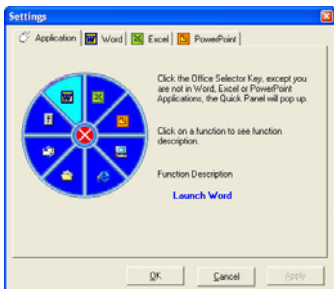 Settings
Application Word Excel PowerPoint
Click the Office Selector Key, except you
are not in Word, Excel or PowerPoint
Applications, the Quick Panel will pop up.
Click on a function to see function
description.
Function Description
Launch Word
OK Cancel Apply